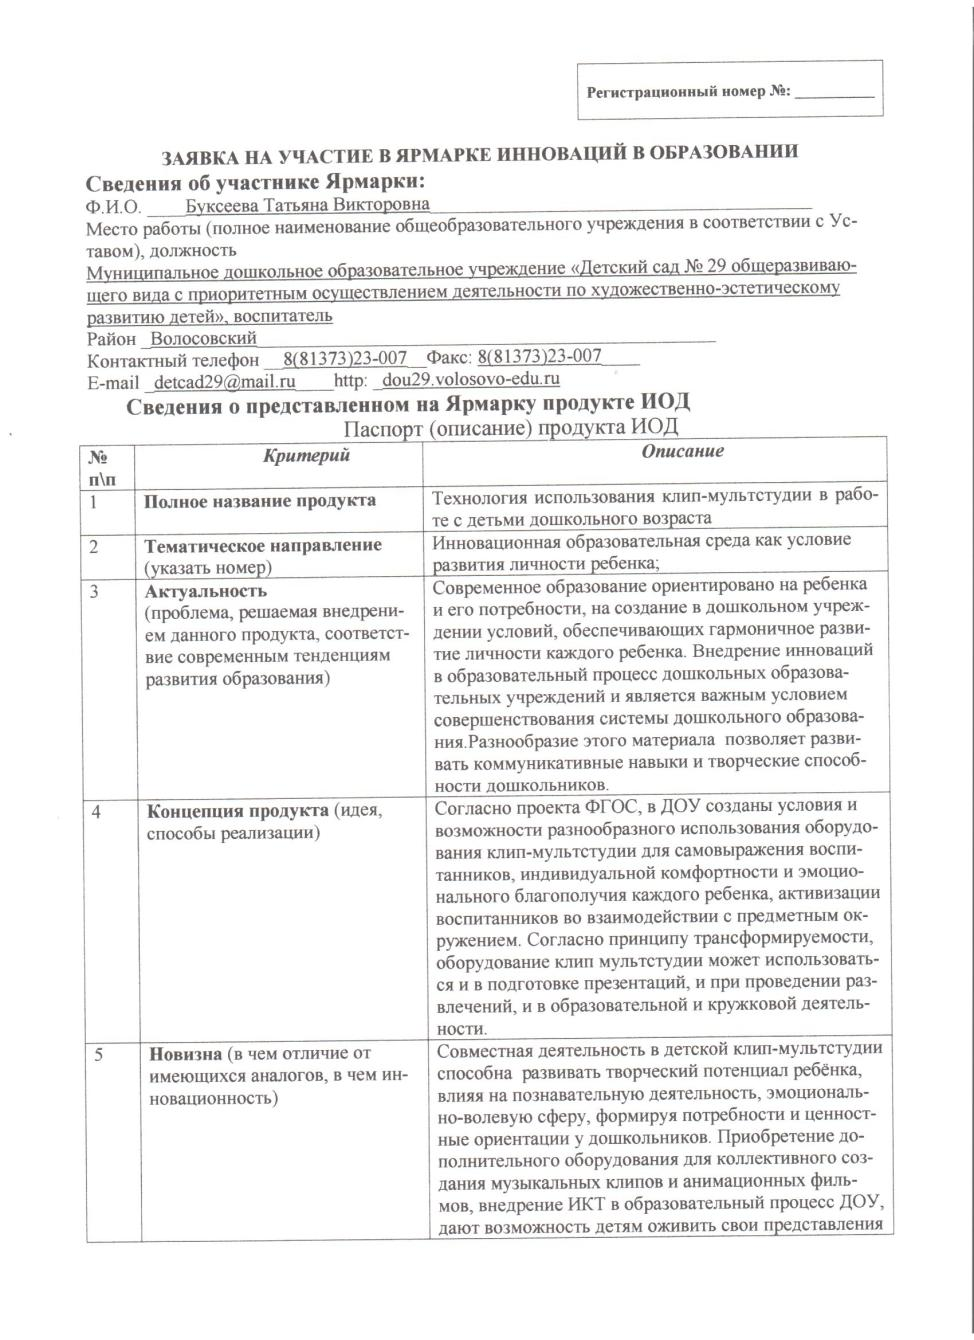 Регистрационный номер №: __________
ЗАЯВКА НА УЧАСТИЕ В ЯРМАРКЕ ИННОВАЦИЙ В ОБРАЗОВАНИИ
Сведения об участнике Ярмарки:
Ф.И.О. ____Буксеева Татьяна Викторовна____
Место работы (полное наименование общеобразовательного учреждения в соответствии с Ус-
тавом), должность
Муниципальное дошкольное образовательное учреждение «Детский сад № 29 общеразвиваю-
щего вида с приоритетным осуществлением деятельности по художественно-эстетическому
развитию детей», воспитатель
Район _Волосовский____
Контактный телефон __8(81373)23-007__Факс: 8(81373)23-007____
E-mail _detcad29@mail.ru____http: _dou29.volosovo-edu.ru
Сведения о представленном на Ярмарку продукте ИОД
Паспорт (описание) продукта ИОД
№
п\п
Критерий
Описание
1
Полное название продукта
Технология использования клип-мультстудии в рабо-
те с детьми дошкольного возраста
2
Тематическое направление
(указать номер)
Инновационная образовательная среда как условие
развития личности ребенка;
3
Актуальность
(проблема, решаемая внедрени-
ем данного продукта, соответст-
вие современным тенденциям
развития образования)
Современное образование ориентировано на ребенка
и его потребности, на создание в дошкольном учреж-
дении условий, обеспечивающих гармоничное разви-
тие личности каждого ребенка. Внедрение инноваций
в образовательный процесс дошкольных образова-
тельных учреждений и является важным условием
совершенствования системы дошкольного образова-
ния.Разнообразие этого материала позволяет разви-
вать коммуникативные навыки и творческие способ-
ности дошкольников.
4
Концепция продукта (идея,
способы реализации)
Согласно проекта ФГОС, в ДОУ созданы условия и
возможности разнообразного использования оборудо-
вания клип-мультстудии для самовыражения воспи-
танников, индивидуальной комфортности и эмоцио-
нального благополучия каждого ребенка, активизации
воспитанников во взаимодействии с предметным ок-
ружением. Согласно принципу трансформируемости,
оборудование клип мультстудии может использовать-
ся и в подготовке презентаций, и при проведении раз-
влечений, и в образовательной и кружковой деятель-
ности.
5
Новизна (в чем отличие от
имеющихся аналогов, в чем ин-
новационность)
Совместная деятельность в детской клип-мультстудии
способна развивать творческий потенциал ребёнка,
влияя на познавательную деятельность, эмоциональ-
но-волевую сферу, формируя потребности и ценност-
ные ориентации у дошкольников. Приобретение до-
полнительного оборудования для коллективного соз-
дания музыкальных клипов и анимационных филь-
мов, внедрение ИКТ в образовательный процесс ДОУ,
дают возможность детям оживить свои представления